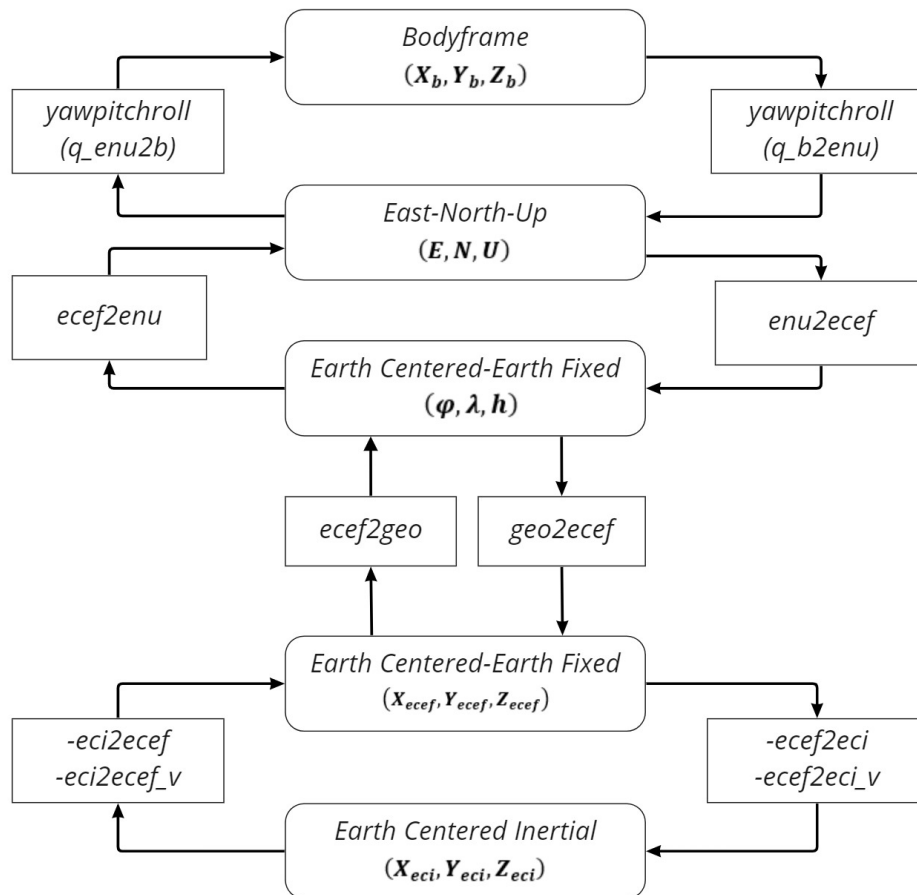 Bodyframe
(X_b, Y_b, Z_b)
yawpitchroll
(q_enu2b)
yawpitchroll
(q_b2enu)
East-North-Up
(E, N, U)
ecef2enu
enu2ecef
Earth Centered-Earth Fixed
(φ, λ, h)
ecef2geo
geo2ecef
Earth Centered-Earth Fixed
(X_ecef, Y_ecef, Z_ecef)
-eci2ecef
-eci2ecef_v
-ecef2eci
-ecef2eci_v
Earth Centered Inertial
(X_eci, Y_eci, Z_eci)